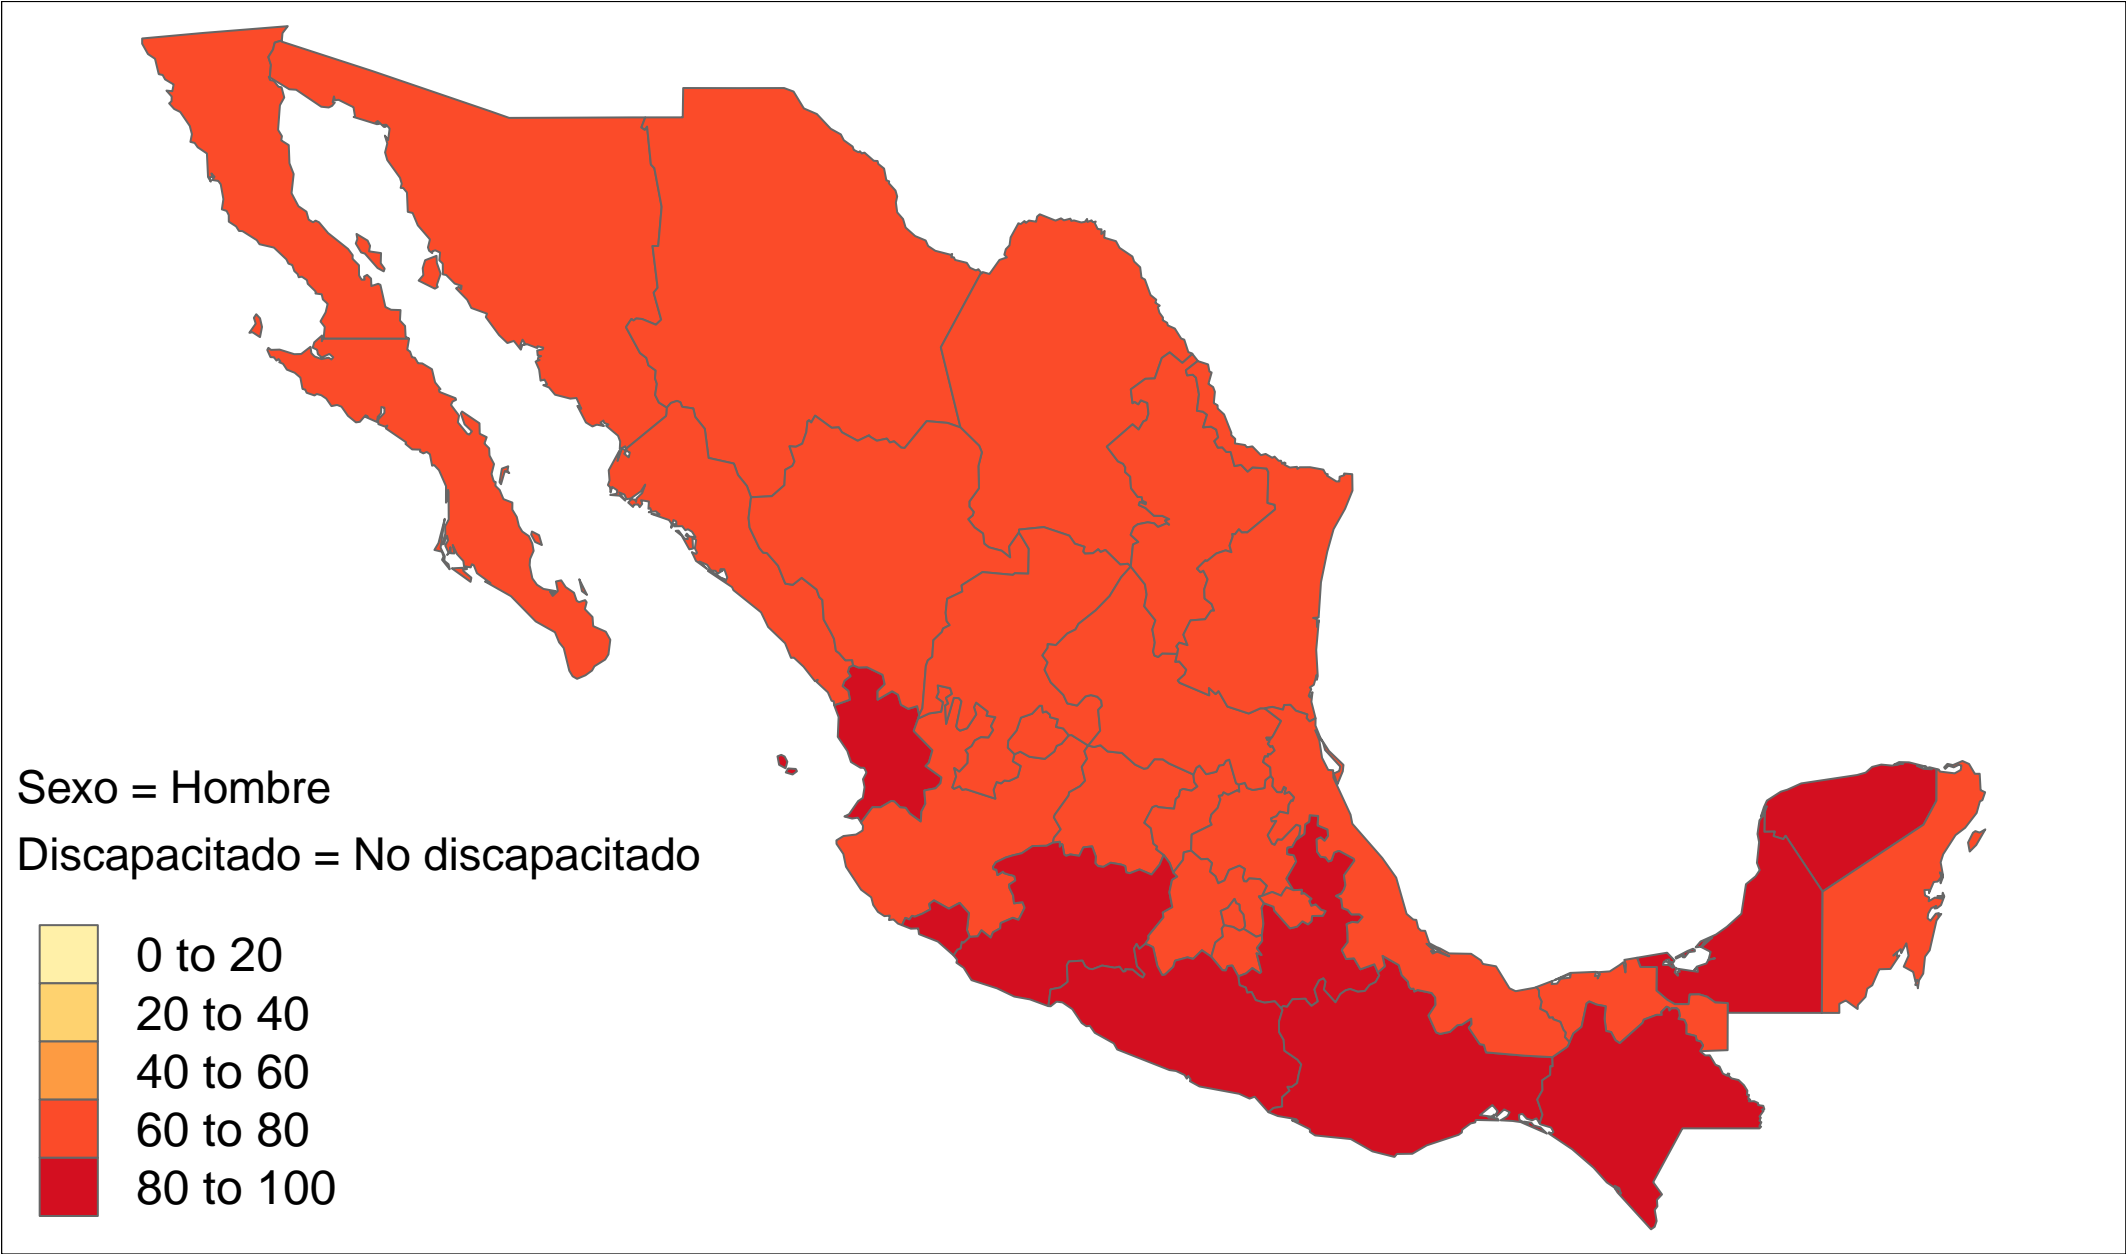 Sexo = Hombre
Discapacitado = No discapacitado
0 to 20
20 to 40
40 to 60
60 to 80
80 to 100